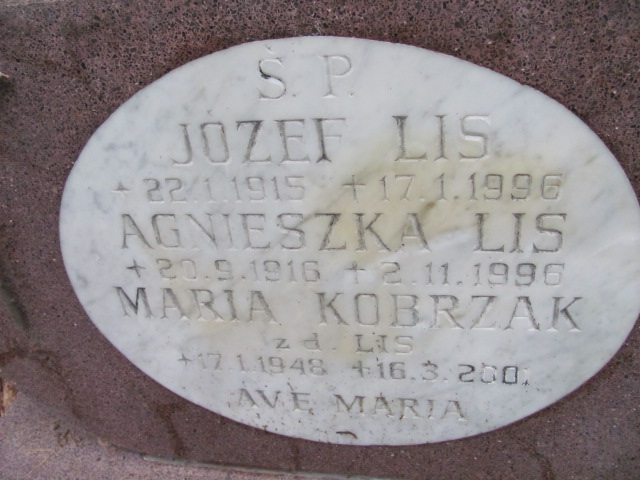 Ś. P.
JÓZEF LIS
* 22.1.1915 + 17.1.1996
AGNIESZKA LIS
* 20.9.1916 + 2.11.1996
MARIA KOBRZAK
z d. LIS
* 17.1.1948 + 16.3.2001
AVE MARIA